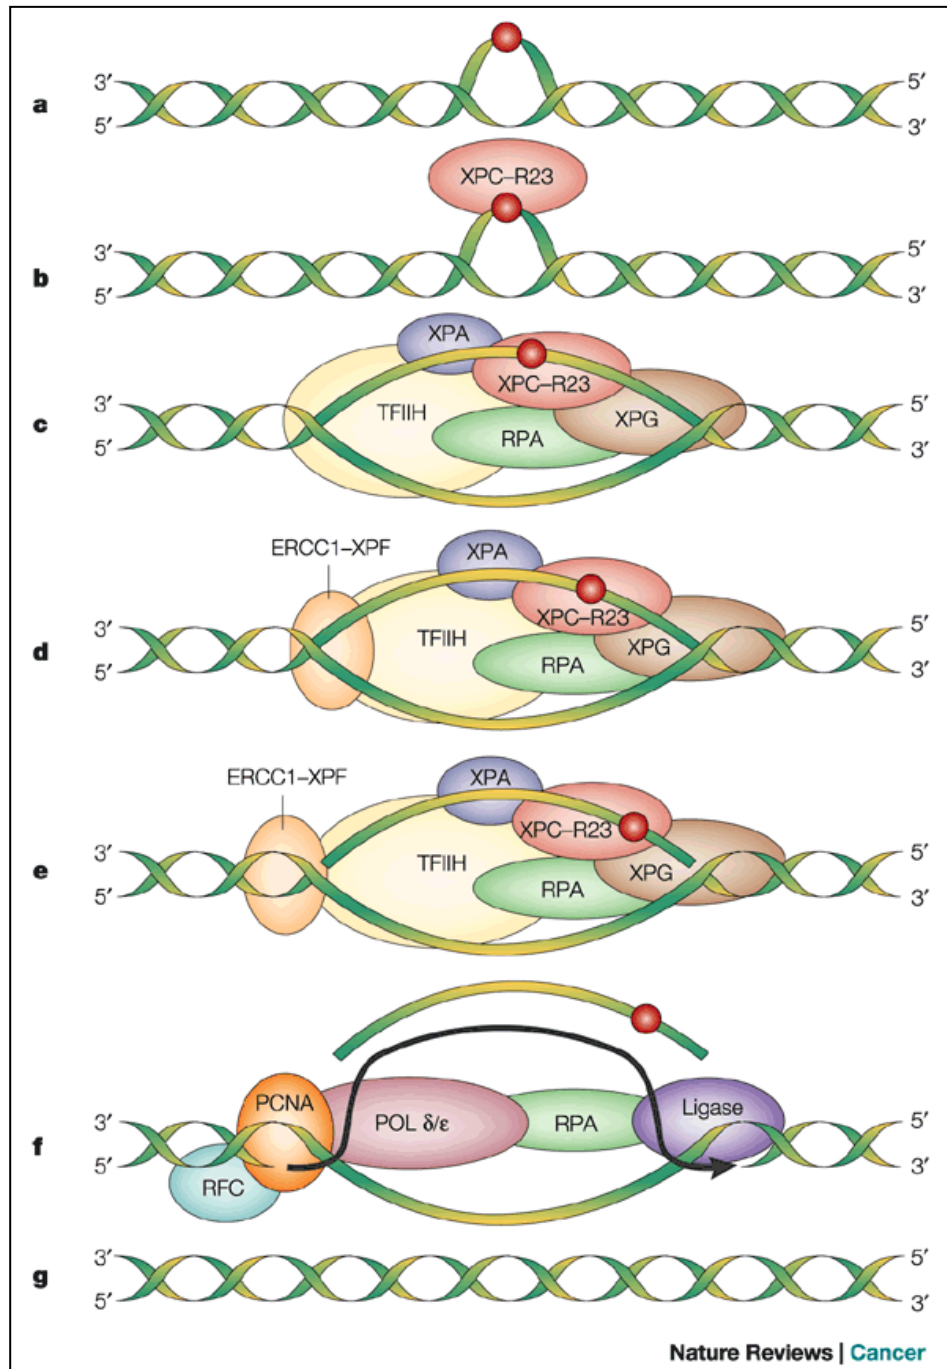 3′ 5′
a
5′ 3′
XPC–R23
3′ 5′
b
5′ 3′
XPA
XPC–R23
3′ TFIIH 5′
c XPG
5′ RPA 3′
ERCC1–XPF
XPA
XPC–R23
3′ TFIIH 5′
d XPG
5′ RPA 3′
ERCC1–XPF
XPA
XPC–R23
3′ TFIIH 5′
e XPG
5′ RPA 3′
PCNA Ligase
3′ POL δ/ε RPA 5′
f
5′ 3′
RFC
3′ 5′
g
5′ 3′
Nature Reviews | Cancer